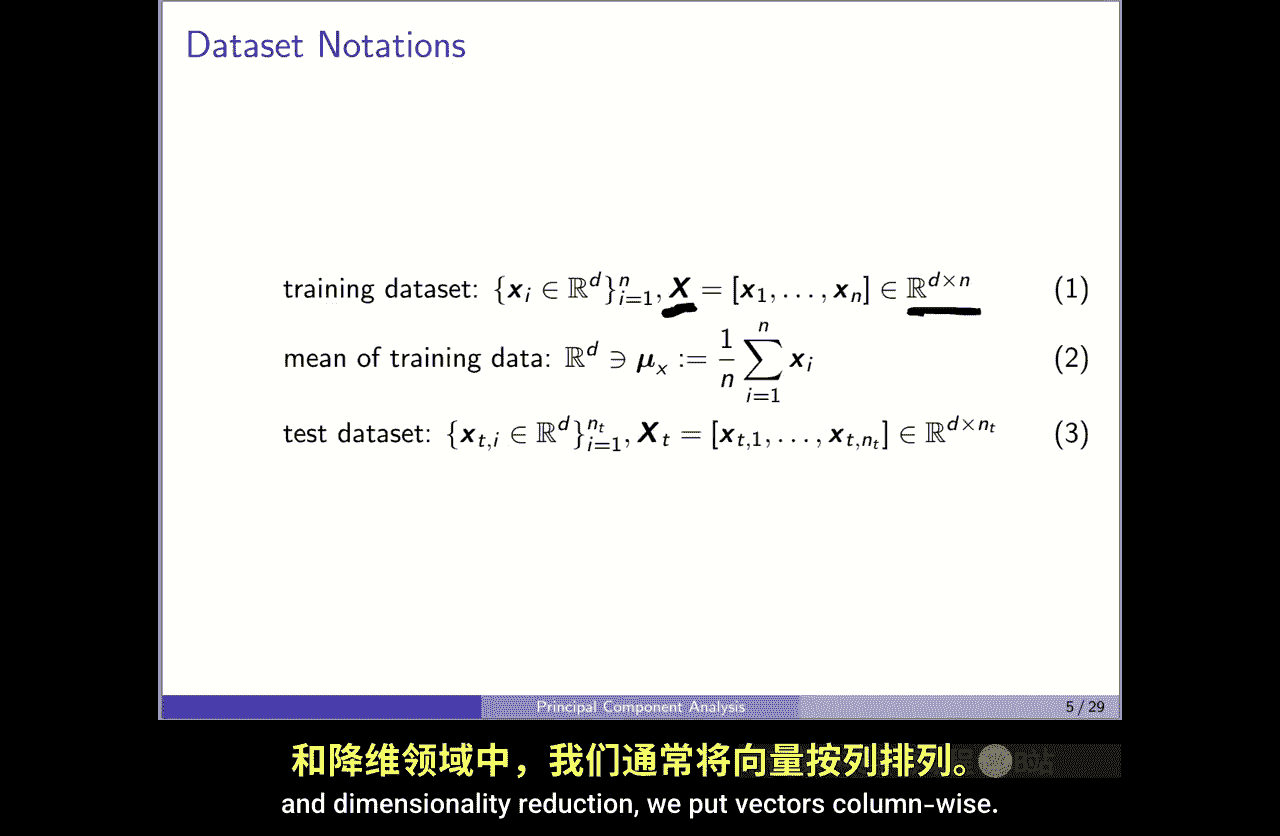 Dataset Notations
training dataset: {x_i ∈ ℝ^d}_{i=1}^n, X = [x_1, . . . , x_n] ∈ ℝ^{d×n} (1)
mean of training data: ℝ^d ∋ μ_x := 1/n ∑_{i=1}^n x_i (2)
test dataset: {x_{t,i} ∈ ℝ^d}_{i=1}^{n_t}, X_t = [x_{t,1}, . . . , x_{t,n_t}] ∈ ℝ^{d×n_t} (3)
Principal Component Analysis 5 / 29
和降维领域中，我们通常将向量按列排列。
and dimensionality reduction, we put vectors column-wise.